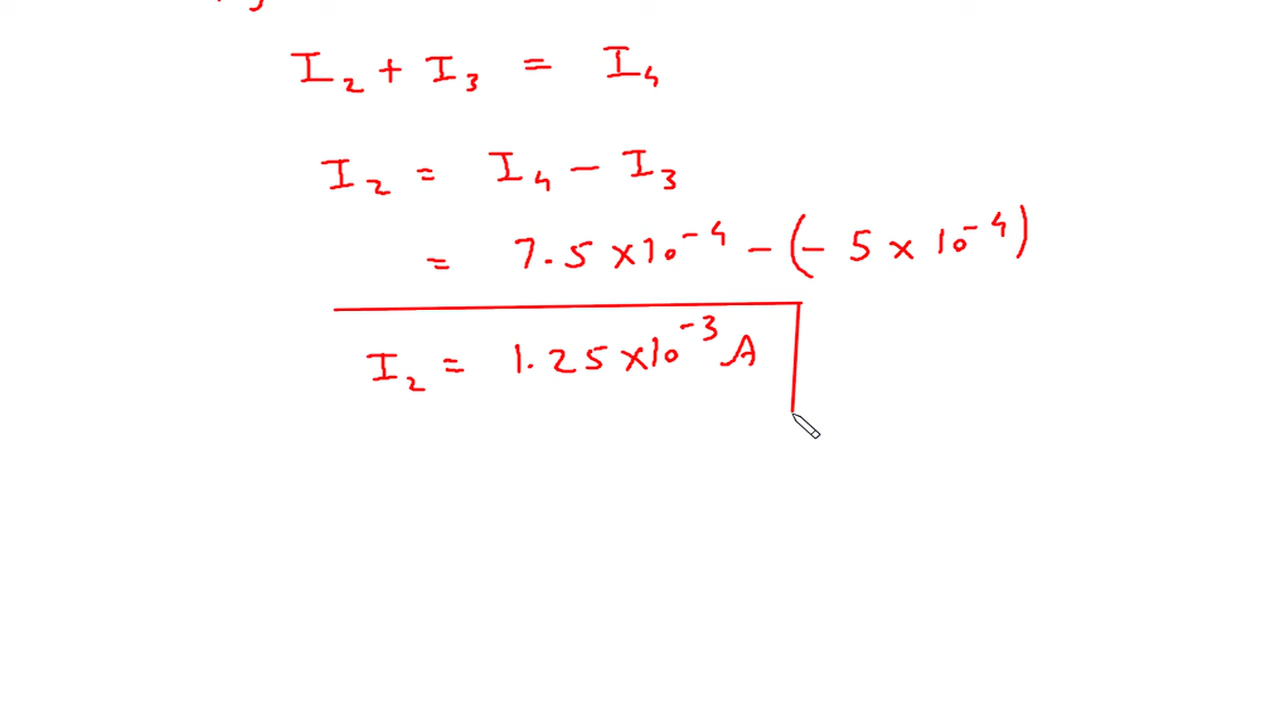 I₂ + I₃ = I₄
I₂ = I₄ - I₃
= 7.5 × 10⁻⁴ - (- 5 × 10⁻⁴)
I₂ = 1.25 × 10⁻³ A